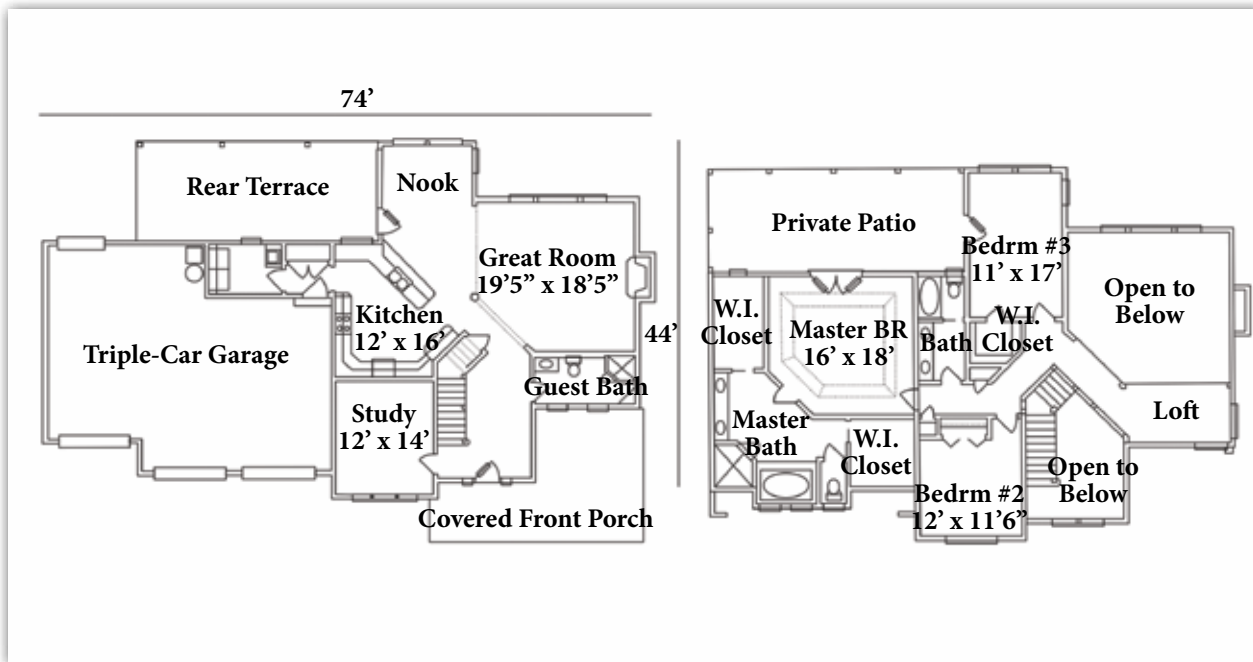 74’
Rear Terrace
Nook
Great Room
19’5” x 18’5”
Kitchen
12’ x 16’
44’
Triple-Car Garage
Guest Bath
Study
12’ x 14’
Covered Front Porch
Private Patio
Bedrm #3
11’ x 17’
Open to
Below
W.I.
Closet
Master BR
16’ x 18’
Bath
W.I.
Closet
Loft
Master
Bath
W.I.
Closet
Open to
Below
Bedrm #2
12’ x 11’6”